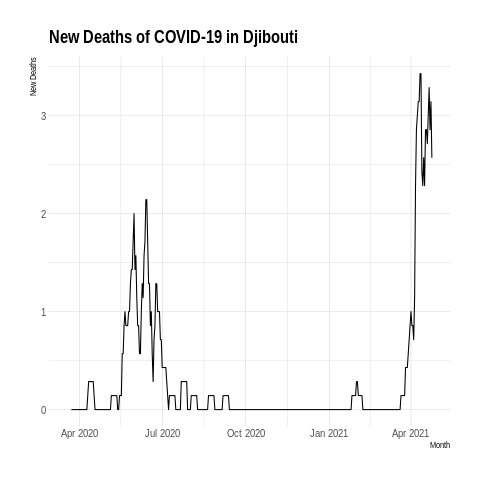 New Deaths of COVID-19 in Djibouti
New Deaths
3
2
1
0
Apr 2020 Jul 2020 Oct 2020 Jan 2021 Apr 2021
Month